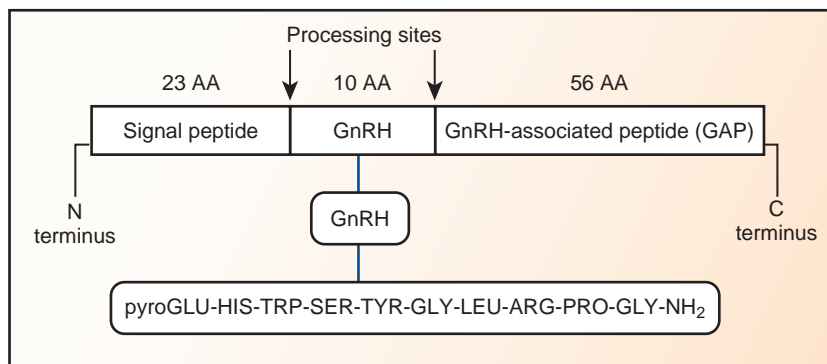 Processing sites
23 AA 10 AA 56 AA
Signal peptide GnRH GnRH-associated peptide (GAP)
N
terminus
C
terminus
GnRH
pyroGLU-HIS-TRP-SER-TYR-GLY-LEU-ARG-PRO-GLY-NH₂